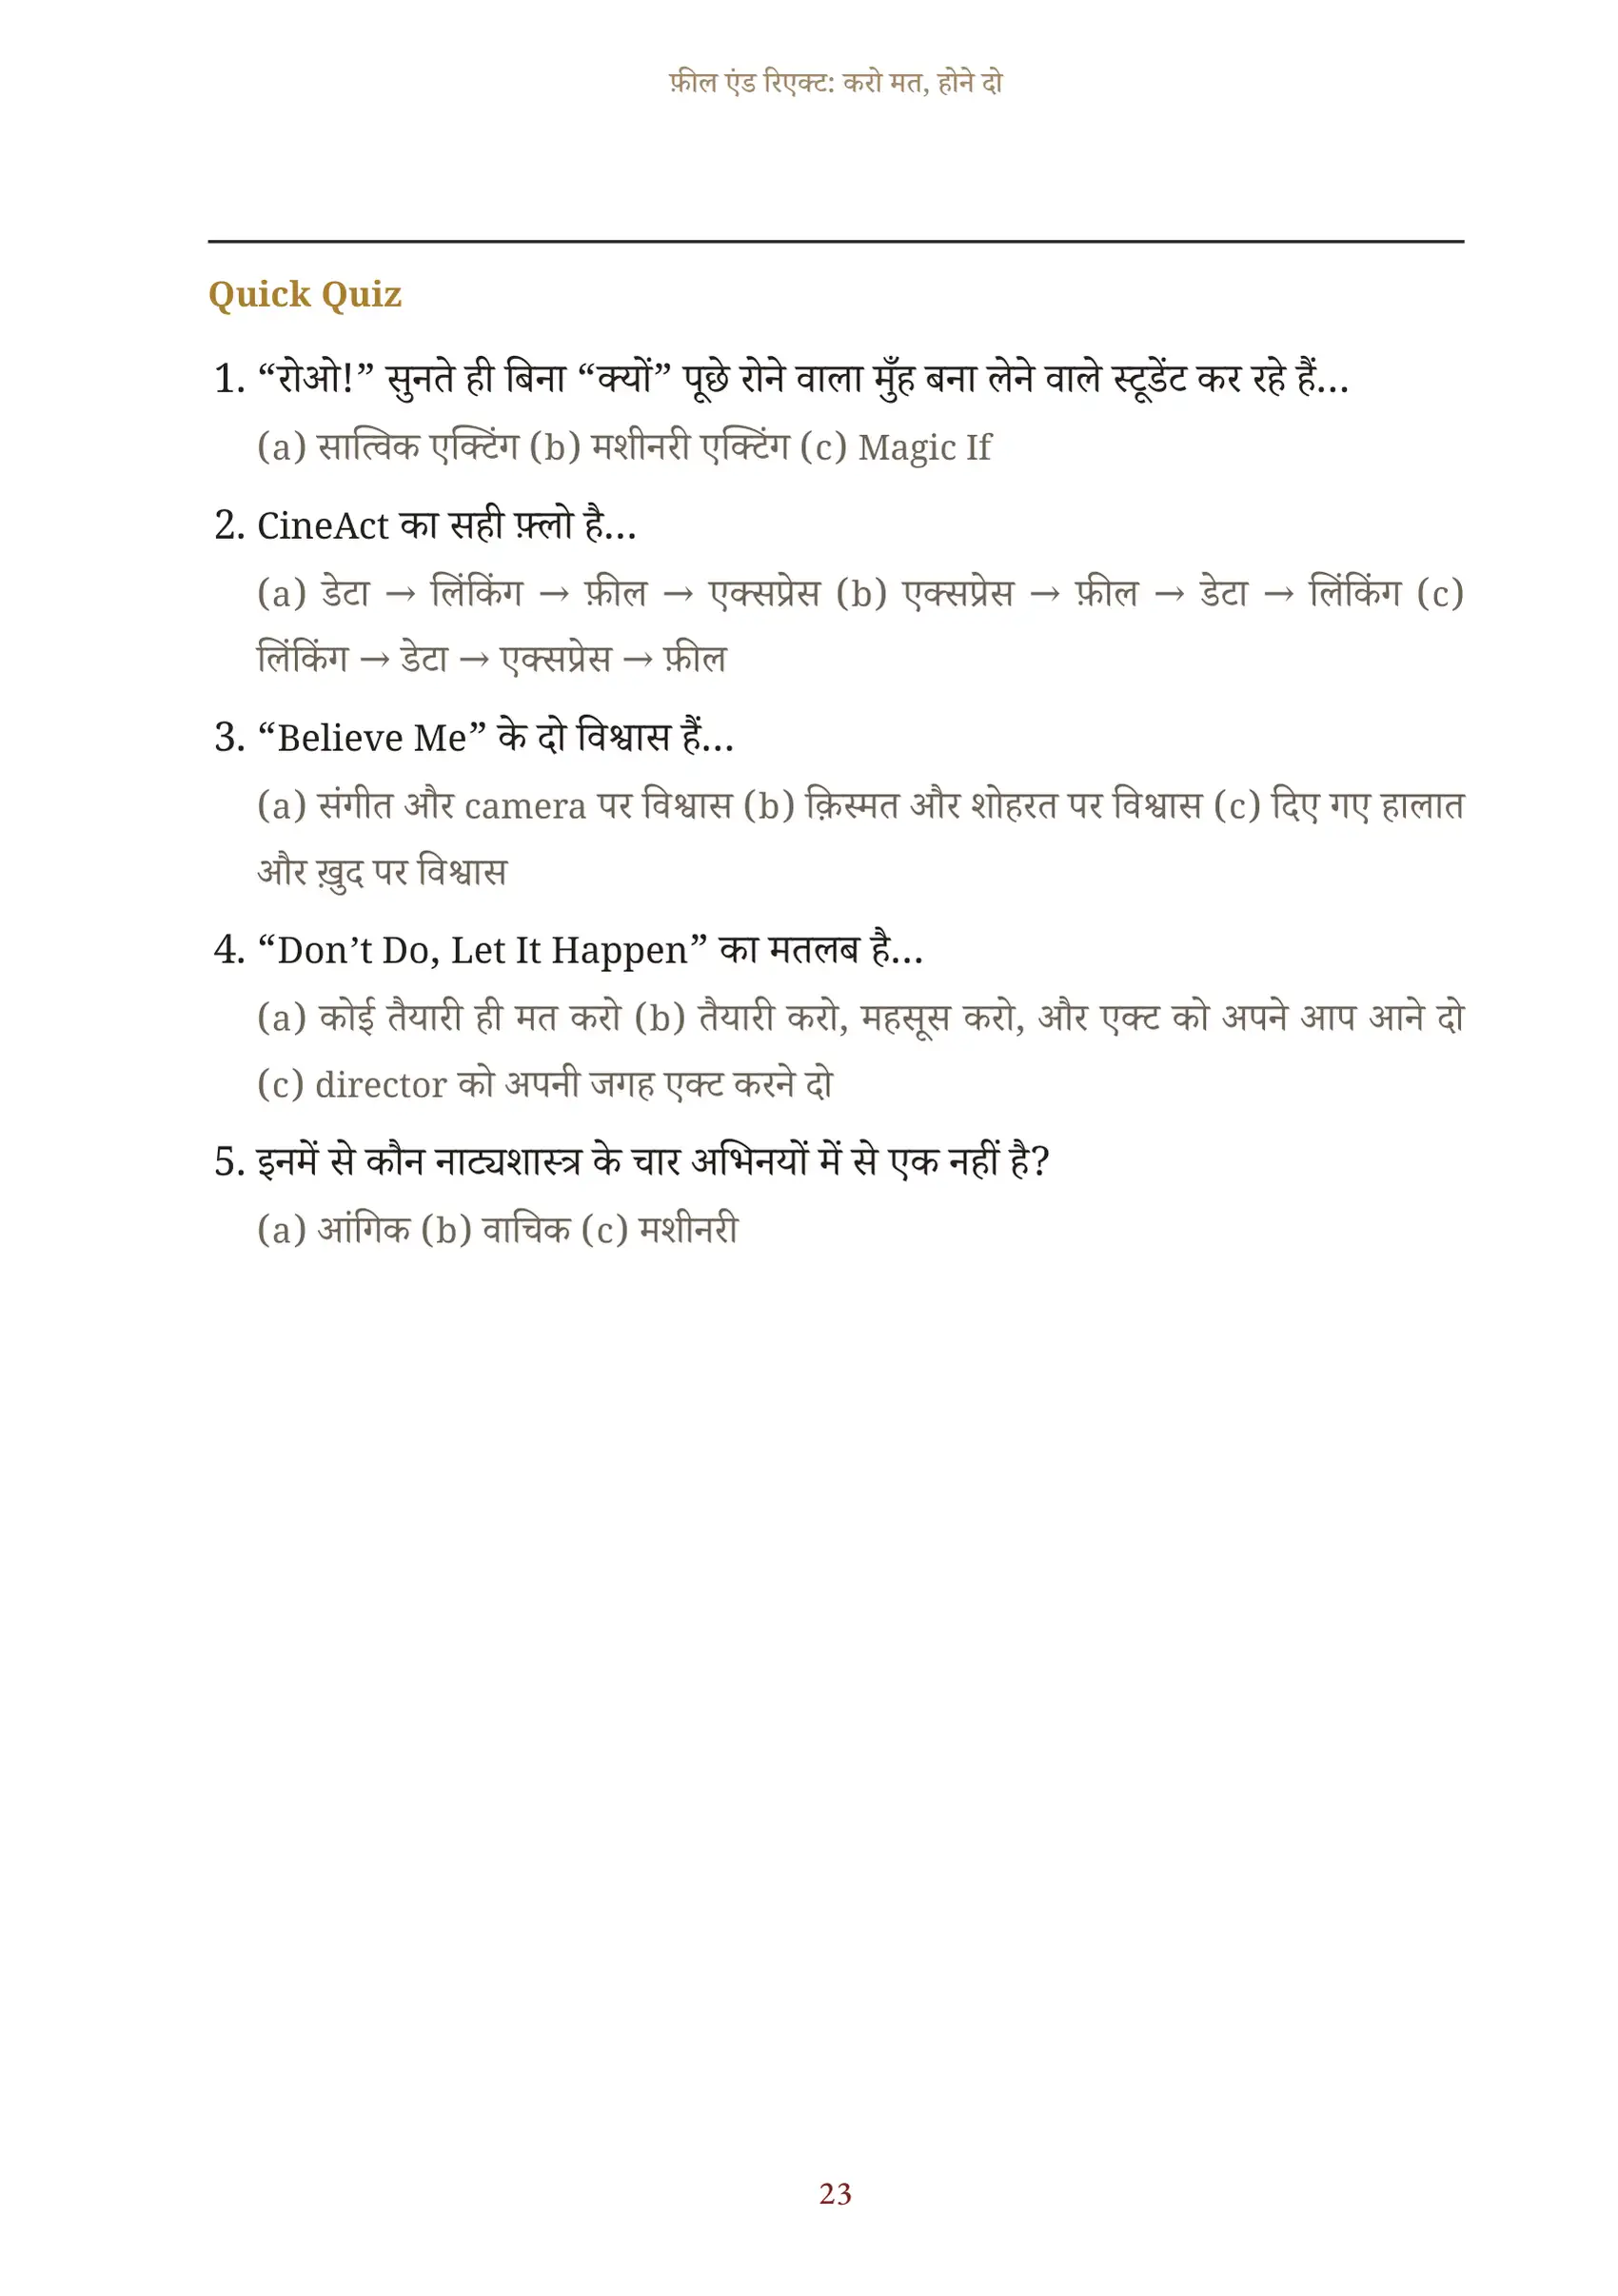 फ़ील एंड रिएक्ट: करो मत, होने दो
Quick Quiz
1. “रोओ!” सुनते ही बिना “क्यों” पूछे रोने वाला मुँह बना लेने वाले स्टूडेंट कर रहे हैं…
(a) सात्विक एक्टिंग (b) मशीनरी एक्टिंग (c) Magic If
2. CineAct का सही फ़्लो है…
(a) डेटा → लिंकिंग → फ़ील → एक्सप्रेस (b) एक्सप्रेस → फ़ील → डेटा → लिंकिंग (c)
लिंकिंग → डेटा → एक्सप्रेस → फ़ील
3. “Believe Me” के दो विश्वास हैं…
(a) संगीत और camera पर विश्वास (b) क़िस्मत और शोहरत पर विश्वास (c) दिए गए हालात
और ख़ुद पर विश्वास
4. “Don’t Do, Let It Happen” का मतलब है…
(a) कोई तैयारी ही मत करो (b) तैयारी करो, महसूस करो, और एक्ट को अपने आप आने दो
(c) director को अपनी जगह एक्ट करने दो
5. इनमें से कौन नाट्यशास्त्र के चार अभिनयों में से एक नहीं है?
(a) आंगिक (b) वाचिक (c) मशीनरी
23